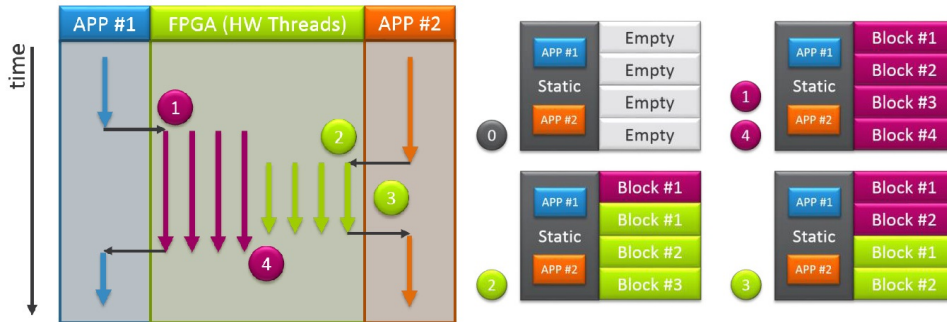 APP #1
FPGA (HW Threads)
APP #2
time
1
2
3
4
APP #1
Static
APP #2
Empty
Empty
Empty
Empty
0
APP #1
Static
APP #2
Block #1
Block #2
Block #3
Block #4
1
4
APP #1
Static
APP #2
Block #1
Block #1
Block #2
Block #3
2
APP #1
Static
APP #2
Block #1
Block #2
Block #1
Block #2
3